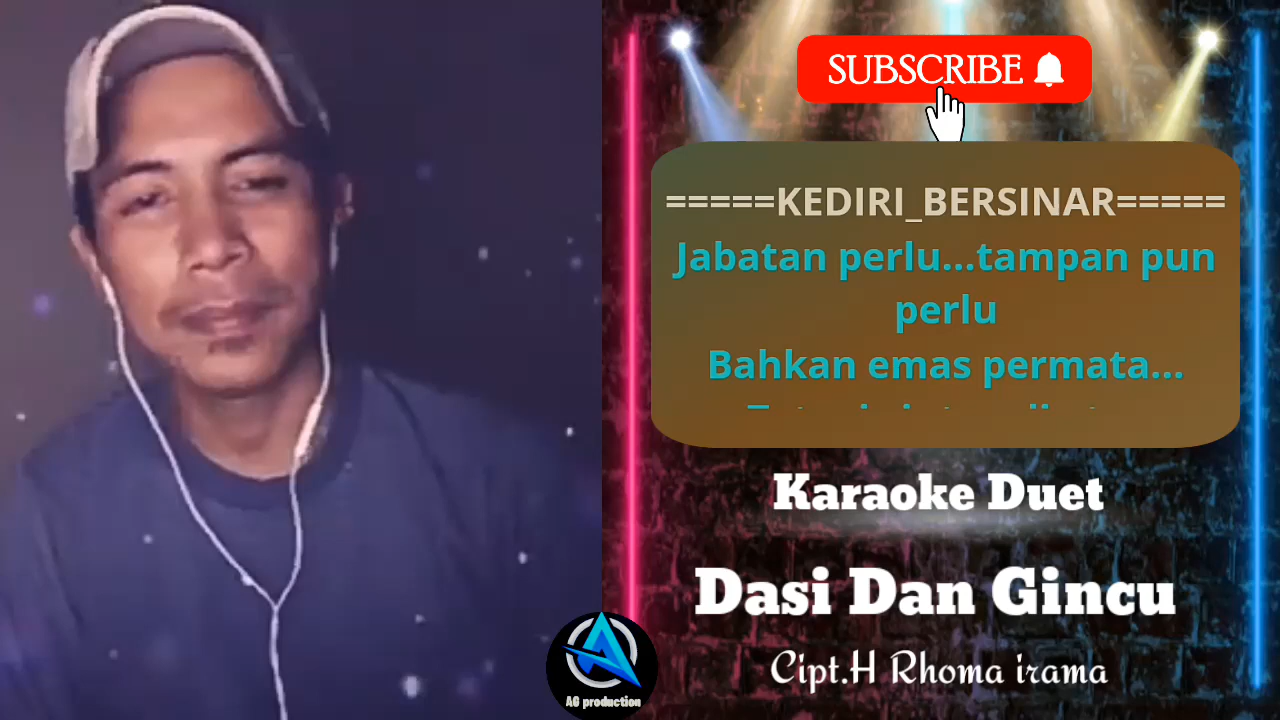 SUBSCRIBE
=====KEDIRI_BERSINAR=====
Jabatan perlu...tampan pun
perlu
Bahkan emas permata...
Karaoke Duet
Dasi Dan Gincu
Cipt.H Rhoma irama
AG production